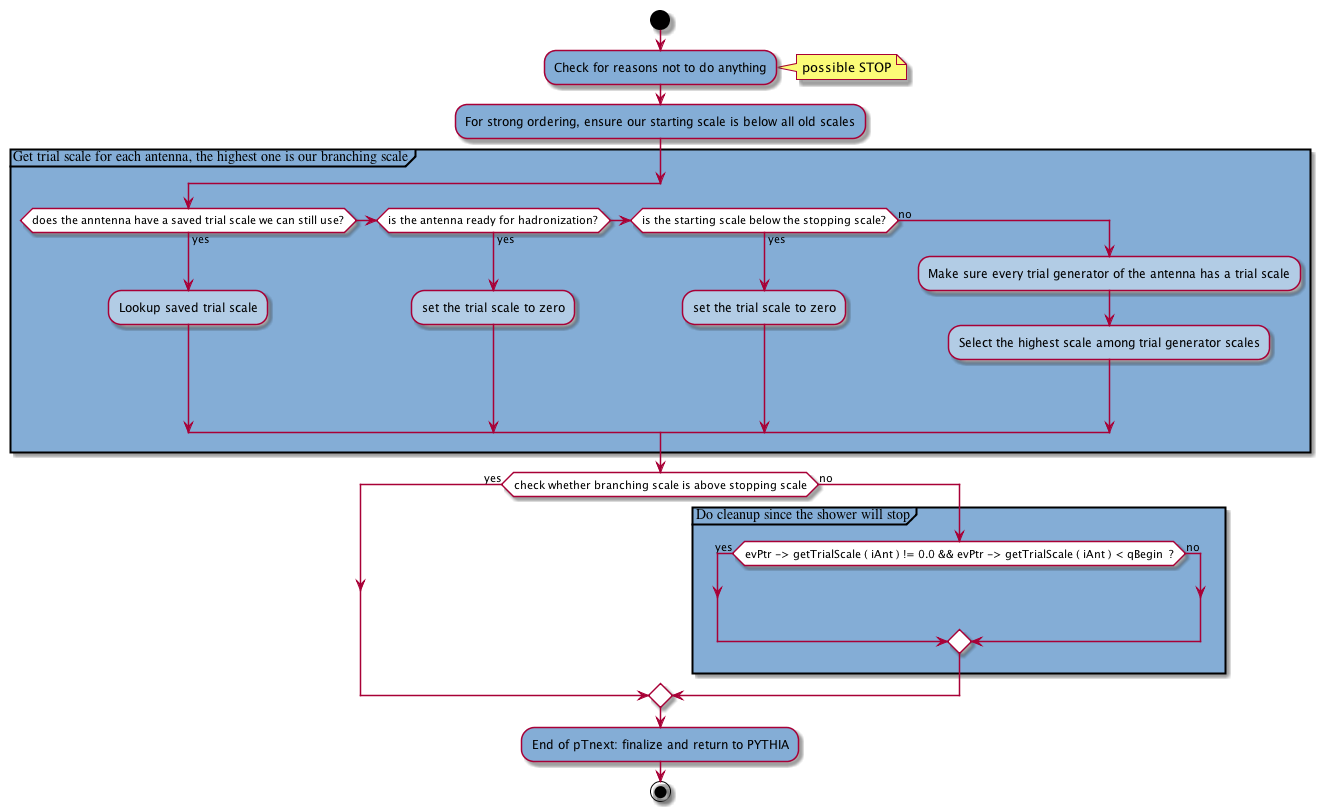 Check for reasons not to do anything
possible STOP
For strong ordering, ensure our starting scale is below all old scales
Get trial scale for each antenna, the highest one is our branching scale
does the anntenna have a saved trial scale we can still use?
is the antenna ready for hadronization?
is the starting scale below the stopping scale?
no
yes
yes
yes
Lookup saved trial scale
set the trial scale to zero
set the trial scale to zero
Make sure every trial generator of the antenna has a trial scale
Select the highest scale among trial generator scales
yes
check whether branching scale is above stopping scale
no
Do cleanup since the shower will stop
yes
evPtr -> getTrialScale ( iAnt ) != 0.0 && evPtr -> getTrialScale ( iAnt ) < qBegin ?
no
End of pTnext: finalize and return to PYTHIA